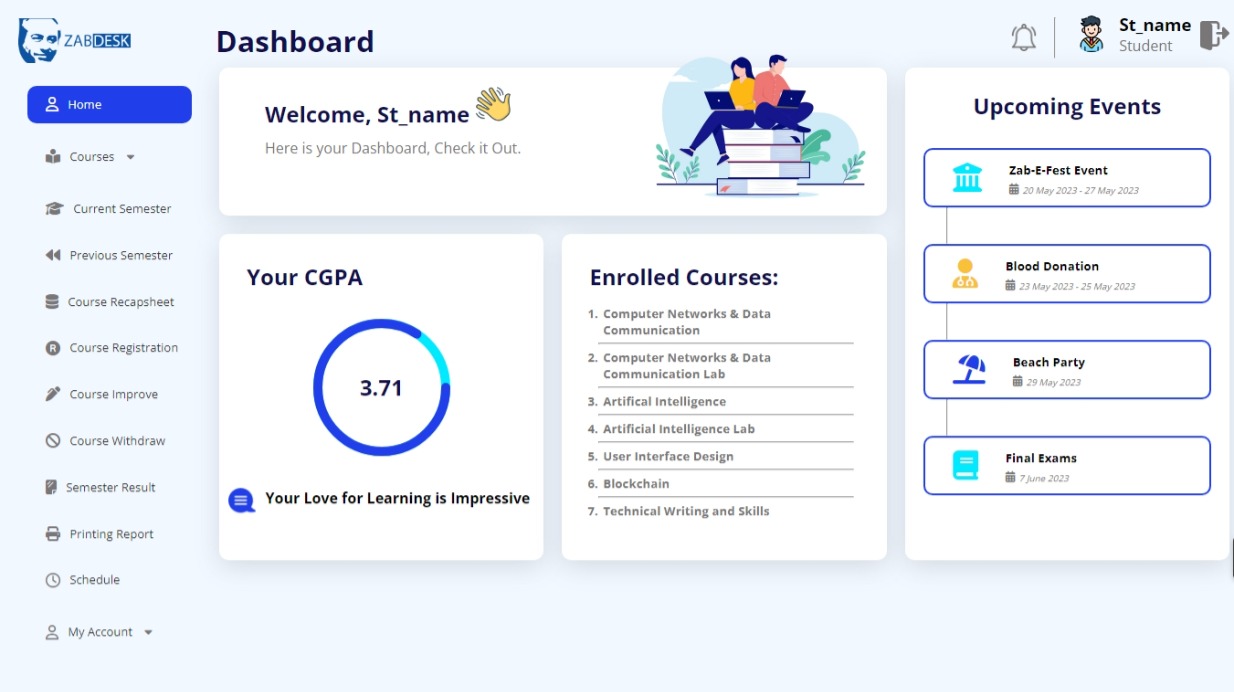 ZABDESK
Dashboard
St_name
Student
Home
Courses
Current Semester
Previous Semester
Course Recapsheet
Course Registration
Course Improve
Course Withdraw
Semester Result
Printing Report
Schedule
My Account
Welcome, St_name
Here is your Dashboard, Check it Out.
Your CGPA
3.71
Your Love for Learning is Impressive
Enrolled Courses:
1. Computer Networks & Data
Communication
2. Computer Networks & Data
Communication Lab
3. Artifical Intelligence
4. Artificial Intelligence Lab
5. User Interface Design
6. Blockchain
7. Technical Writing and Skills
Upcoming Events
Zab-E-Fest Event
20 May 2023 - 27 May 2023
Blood Donation
23 May 2023 - 25 May 2023
Beach Party
29 May 2023
Final Exams
7 June 2023